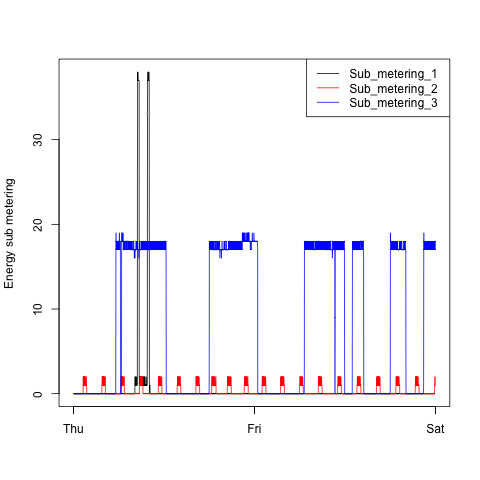 Sub_metering_1
Sub_metering_2
Sub_metering_3
Energy sub metering
30
20
10
0
Thu Fri Sat